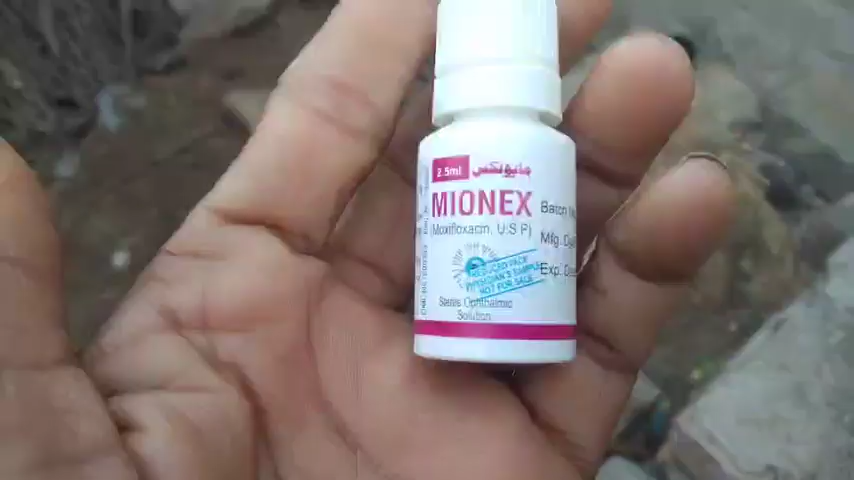 2.5ml مایونکس
MIONEX
(Moxifloxacin, U.S.P)
REDUCED PACK
PHYSICIAN'S SAMPLE
NOT FOR SALE
Sterile Ophthalmic
Solution
Batch
Mfg.
Exp.